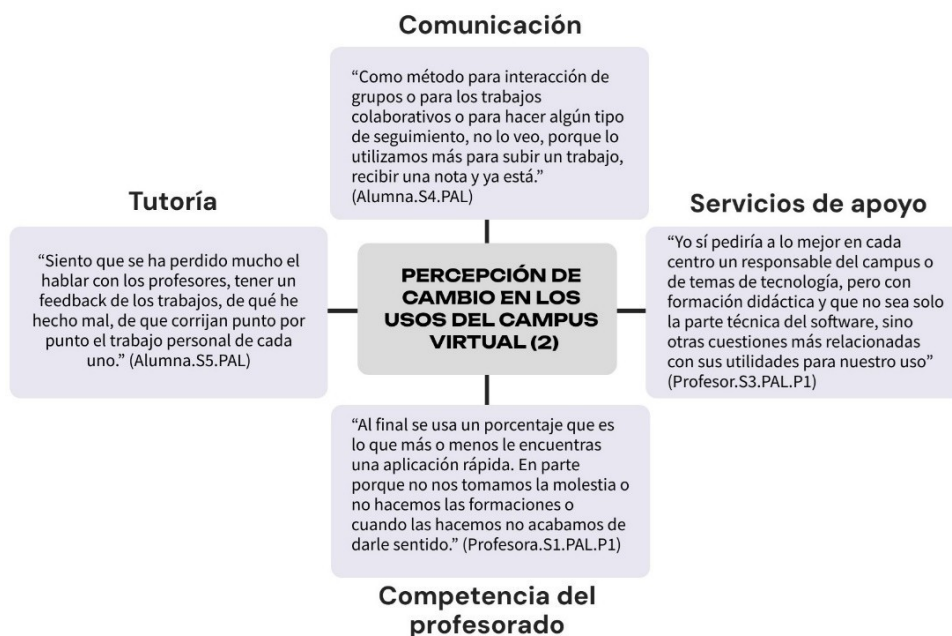 Comunicación
“Como método para interacción de
grupos o para los trabajos
colaborativos o para hacer algún tipo
de seguimiento, no lo veo, porque lo
utilizamos más para subir un trabajo,
recibir una nota y ya está.”
(Alumna.S4.PAL)
Tutoría
“Siento que se ha perdido mucho el
hablar con los profesores, tener un
feedback de los trabajos, de qué he
hecho mal, de que corrijan punto por
punto el trabajo personal de cada
uno.” (Alumna.S5.PAL)
PERCEPCIÓN DE
CAMBIO EN LOS
USOS DEL CAMPUS
VIRTUAL (2)
Servicios de apoyo
“Yo sí pediría a lo mejor en cada
centro un responsable del campus o
de temas de tecnología, pero con
formación didáctica y que no sea solo
la parte técnica del software, sino
otras cuestiones más relacionadas
con sus utilidades para nuestro uso”
(Profesor.S3.PAL.P1)
“Al final se usa un porcentaje que es
lo que más o menos le encuentras
una aplicación rápida. En parte
porque no nos tomamos la molestia o
no hacemos las formaciones o
cuando las hacemos no acabamos de
darle sentido.” (Profesora.S1.PAL.P1)
Competencia del
profesorado